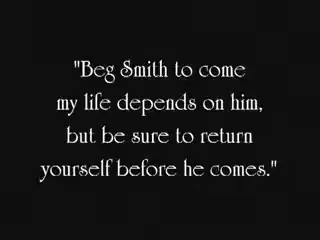 "Beg Smith to come
my life depends on him,
but be sure to return
yourself before he comes."